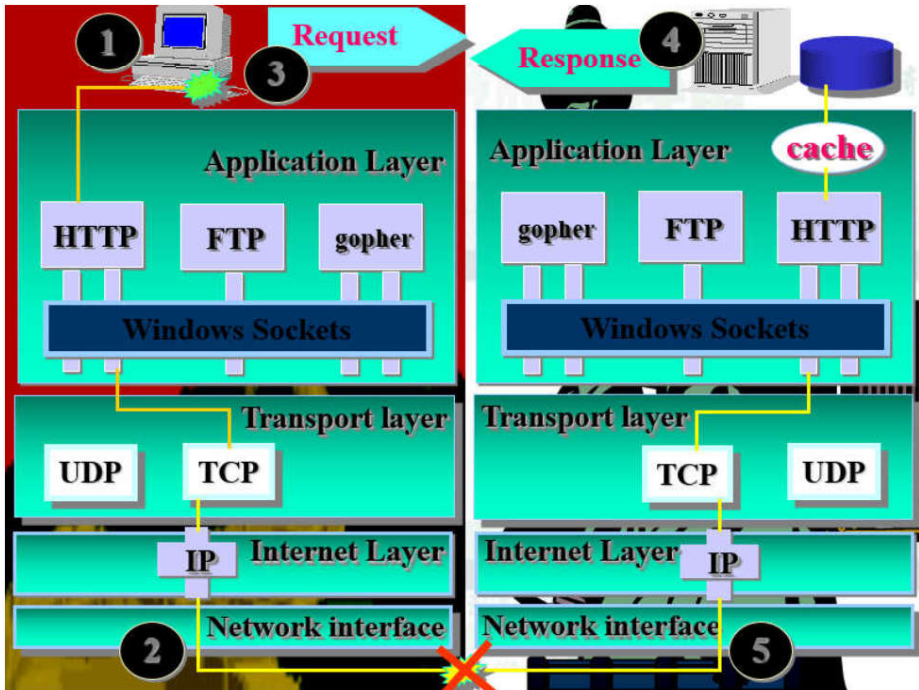 1
Request
3
Response
4
Application Layer
HTTP
FTP
gopher
Windows Sockets
Transport layer
UDP
TCP
Internet Layer
IP
Network interface
2
Application Layer
cache
gopher
FTP
HTTP
Windows Sockets
Transport layer
TCP
UDP
Internet Layer
IP
Network interface
5